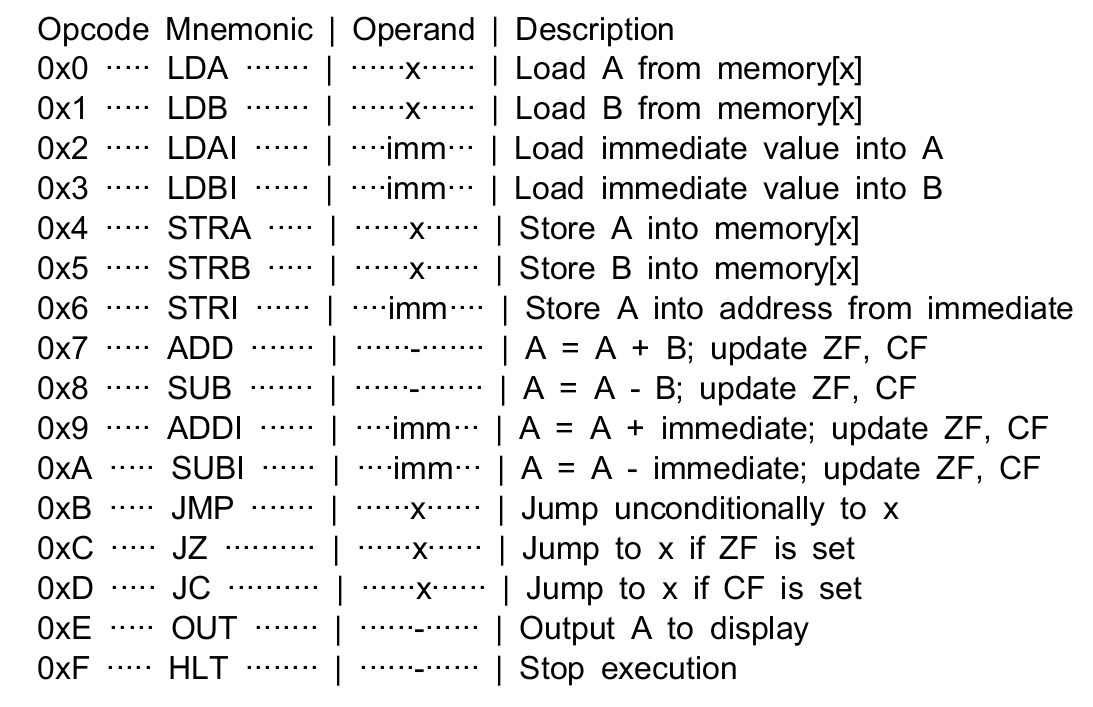 Opcode Mnemonic | Operand | Description
0x0 ····· LDA ······· | ······x······ | Load A from memory[x]
0x1 ····· LDB ······· | ······x······ | Load B from memory[x]
0x2 ····· LDAI ······ | ····imm··· | Load immediate value into A
0x3 ····· LDBI ······ | ····imm··· | Load immediate value into B
0x4 ····· STRA ····· | ······x······ | Store A into memory[x]
0x5 ····· STRB ····· | ······x······ | Store B into memory[x]
0x6 ····· STRI ······ | ····imm···· | Store A into address from immediate
0x7 ····· ADD ······· | ······-······· | A = A + B; update ZF, CF
0x8 ····· SUB ······· | ······-······· | A = A - B; update ZF, CF
0x9 ····· ADDI ······ | ····imm··· | A = A + immediate; update ZF, CF
0xA ····· SUBI ······ | ····imm··· | A = A - immediate; update ZF, CF
0xB ····· JMP ······· | ······x······ | Jump unconditionally to x
0xC ····· JZ ·········· | ······x······ | Jump to x if ZF is set
0xD ····· JC ·········· | ······x······ | Jump to x if CF is set
0xE ····· OUT ······· | ······-······ | Output A to display
0xF ····· HLT ········ | ······-······ | Stop execution